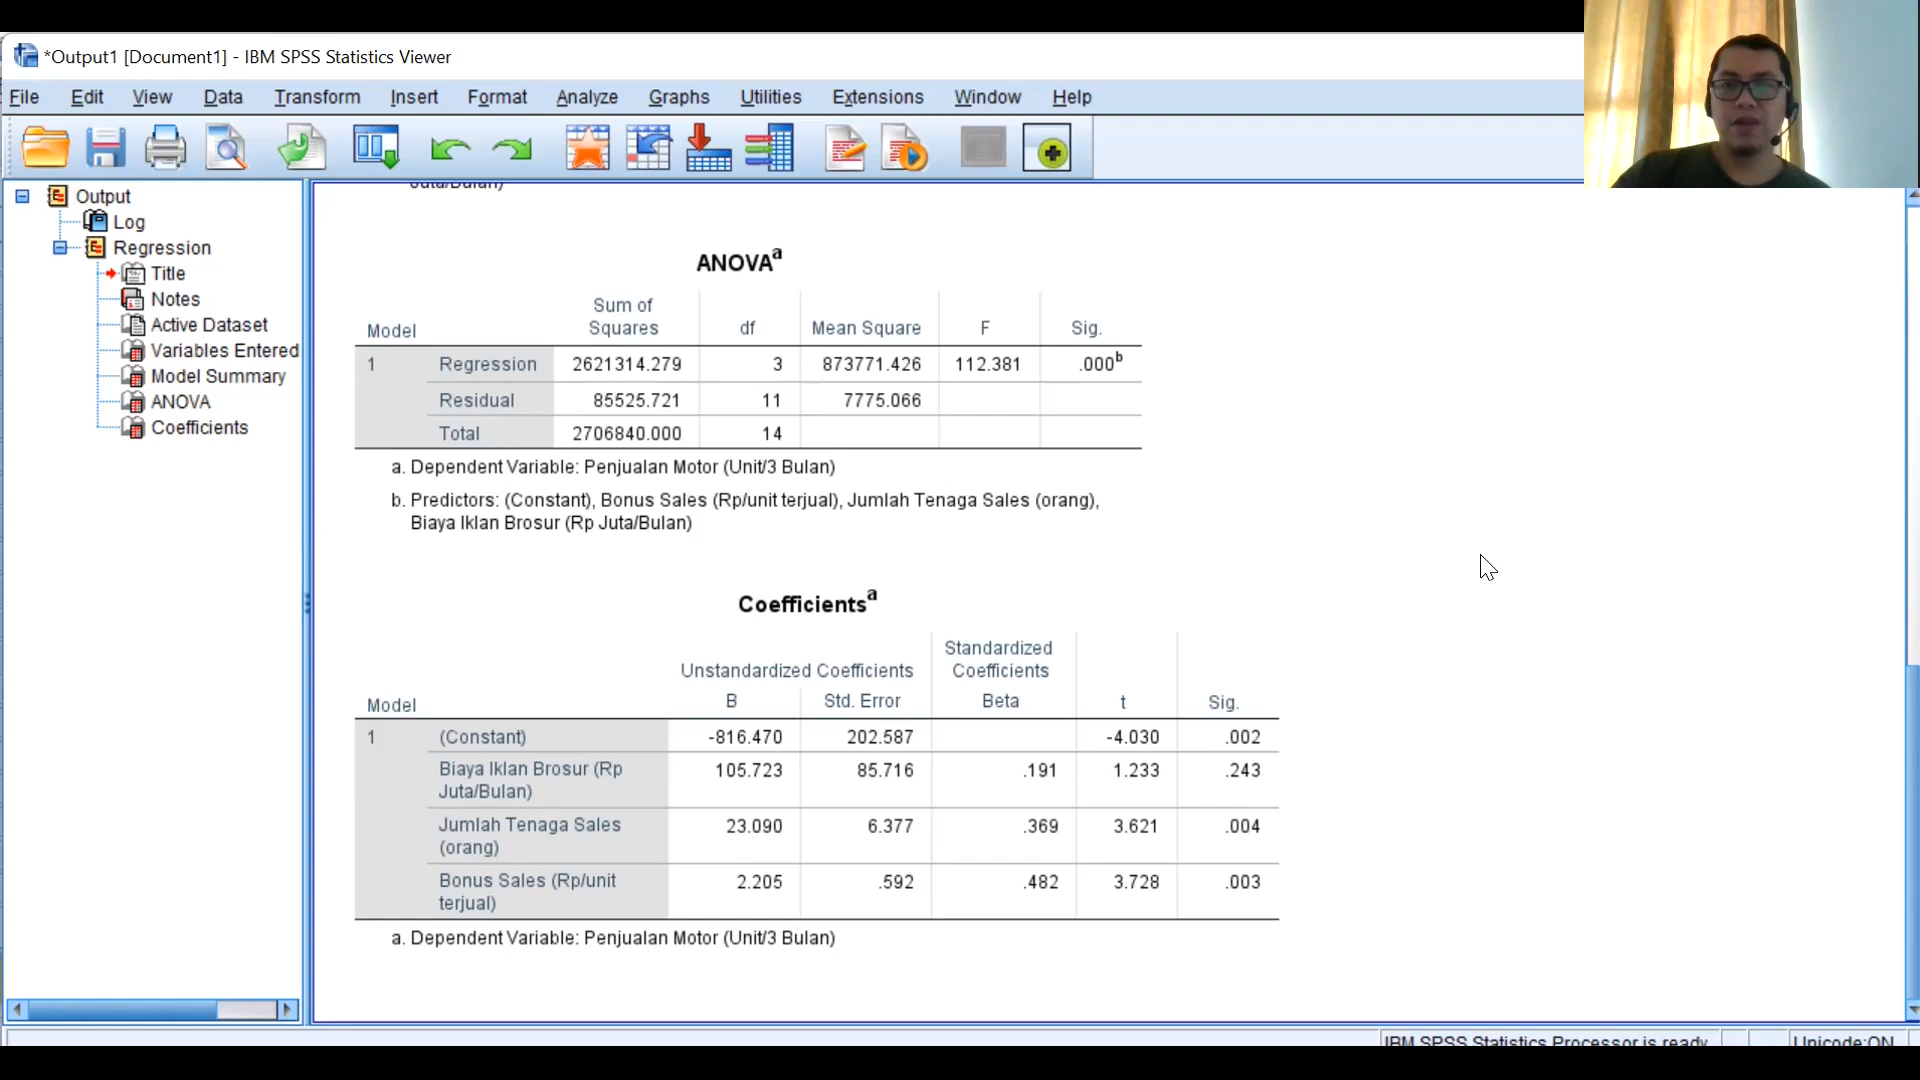 *Output1 [Document1] - IBM SPSS Statistics Viewer
File Edit View Data Transform Insert Format Analyze Graphs Utilities Extensions Window Help
Output
Log
Regression
Title
Notes
Active Dataset
Variables Entered
Model Summary
ANOVA
Coefficients
Juta/Bulan)
ANOVAa
Model Sum of Squares df Mean Square F Sig.
1 Regression 2621314.279 3 873771.426 112.381 .000b
Residual 85525.721 11 7775.066
Total 2706840.000 14
a. Dependent Variable: Penjualan Motor (Unit/3 Bulan)
b. Predictors: (Constant), Bonus Sales (Rp/unit terjual), Jumlah Tenaga Sales (orang),
Biaya Iklan Brosur (Rp Juta/Bulan)
Coefficientsa
Unstandardized Coefficients Standardized Coefficients
Model B Std. Error Beta t Sig.
1 (Constant) -816.470 202.587 -4.030 .002
Biaya Iklan Brosur (Rp Juta/Bulan) 105.723 85.716 .191 1.233 .243
Jumlah Tenaga Sales (orang) 23.090 6.377 .369 3.621 .004
Bonus Sales (Rp/unit terjual) 2.205 .592 .482 3.728 .003
a. Dependent Variable: Penjualan Motor (Unit/3 Bulan)
IBM SPSS Statistics Processor is ready Unicode:ON